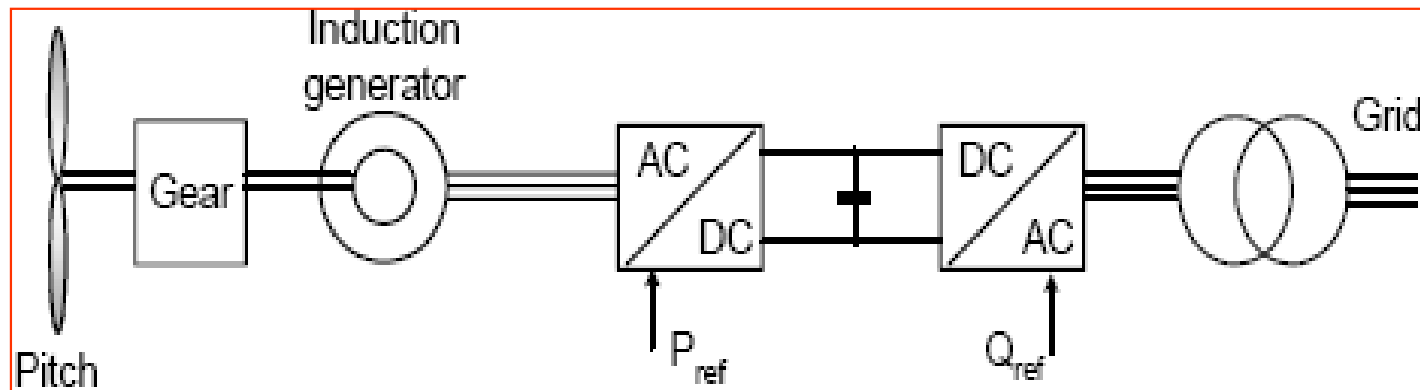 Induction
generator
Gear
AC
DC
DC
AC
Grid
Pitch
Pref
Qref